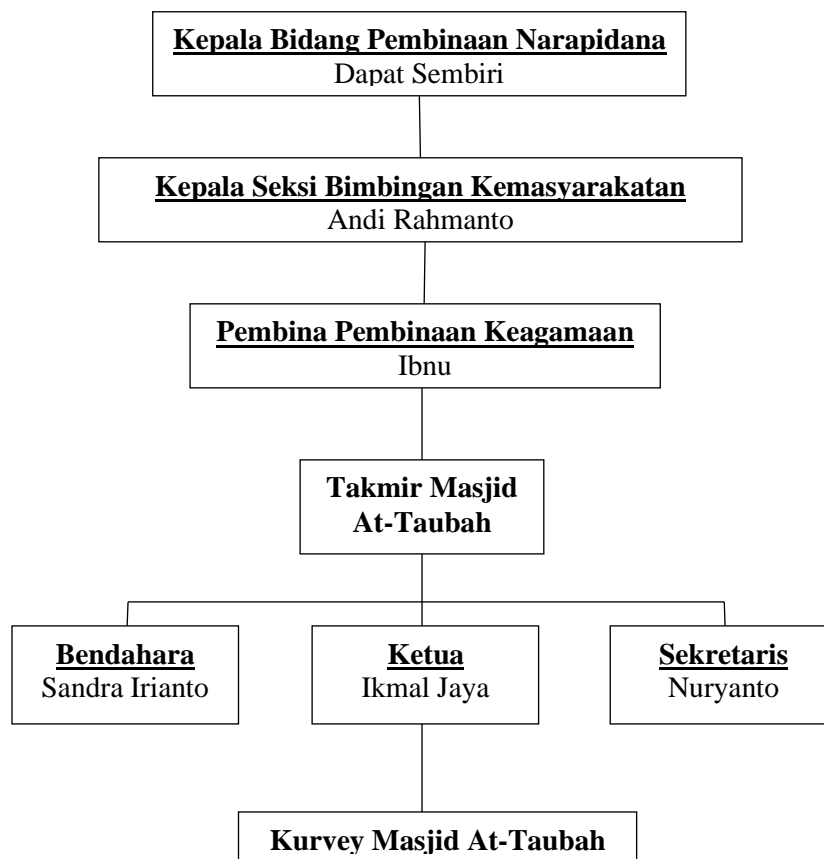 Kepala Bidang Pembinaan Narapidana
Dapat Sembiri
Kepala Seksi Bimbingan Kemasyarakatan
Andi Rahmanto
Pembina Pembinaan Keagamaan
Ibnu
Takmir Masjid
At-Taubah
Bendahara
Sandra Irianto
Ketua
Ikmal Jaya
Sekretaris
Nuryanto
Kurvey Masjid At-Taubah